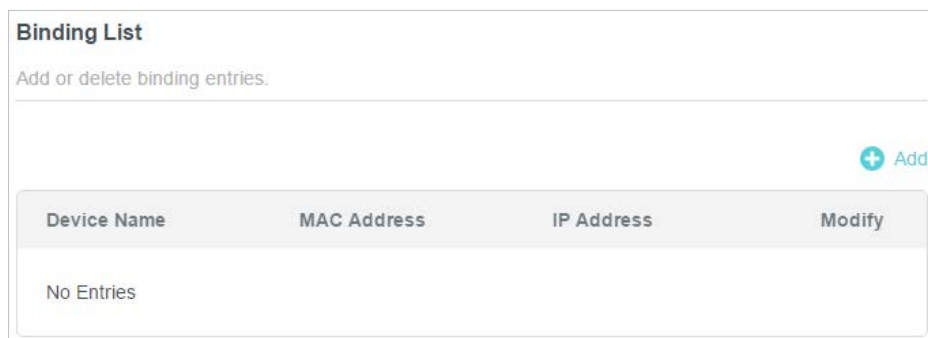 Binding List
Add or delete binding entries.
Add
Device Name MAC Address IP Address Modify
No Entries